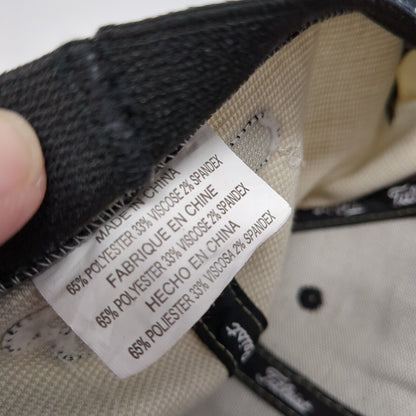 MADE IN CHINA
65% POLYESTER 33% VISCOSE 2% SPANDEX
FABRIQUE EN CHINE
65% POLYESTER 33% VISCOSE 2% SPANDEX
HECHO EN CHINA
65% POLIESTER 33% VISCOSA 2% SPANDEX